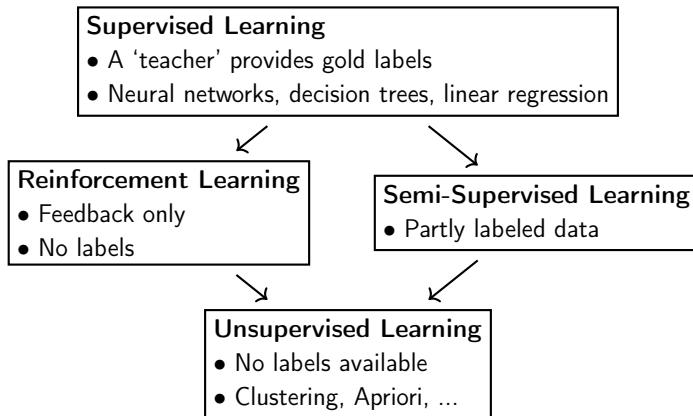 Supervised Learning
• A ‘teacher’ provides gold labels
• Neural networks, decision trees, linear regression
Reinforcement Learning
• Feedback only
• No labels
Semi-Supervised Learning
• Partly labeled data
Unsupervised Learning
• No labels available
• Clustering, Apriori, ...